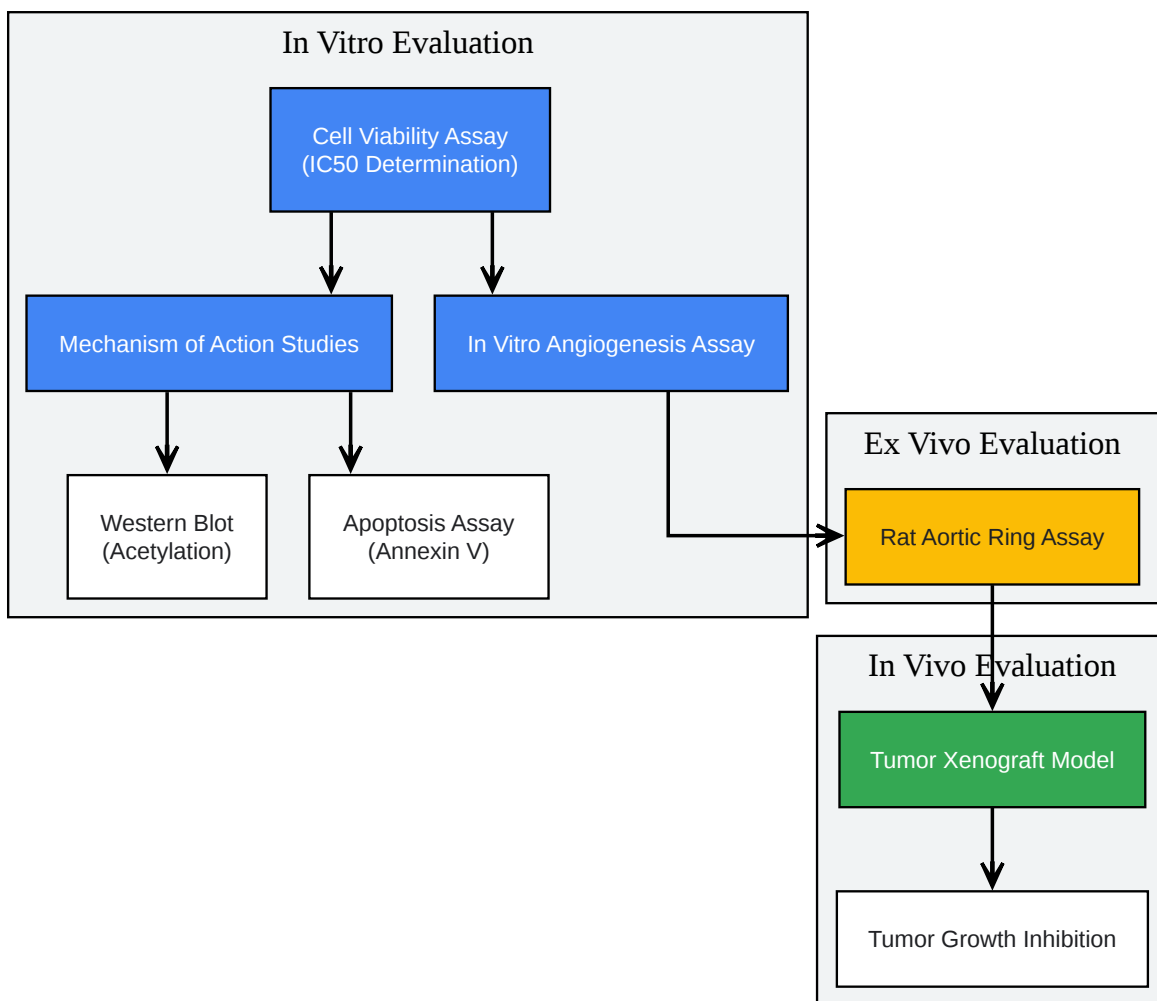 In Vitro Evaluation
Cell Viability Assay
(IC50 Determination)
Mechanism of Action Studies
In Vitro Angiogenesis Assay
Western Blot
(Acetylation)
Apoptosis Assay
(Annexin V)
Ex Vivo Evaluation
Rat Aortic Ring Assay
In Vivo Evaluation
Tumor Xenograft Model
Tumor Growth Inhibition